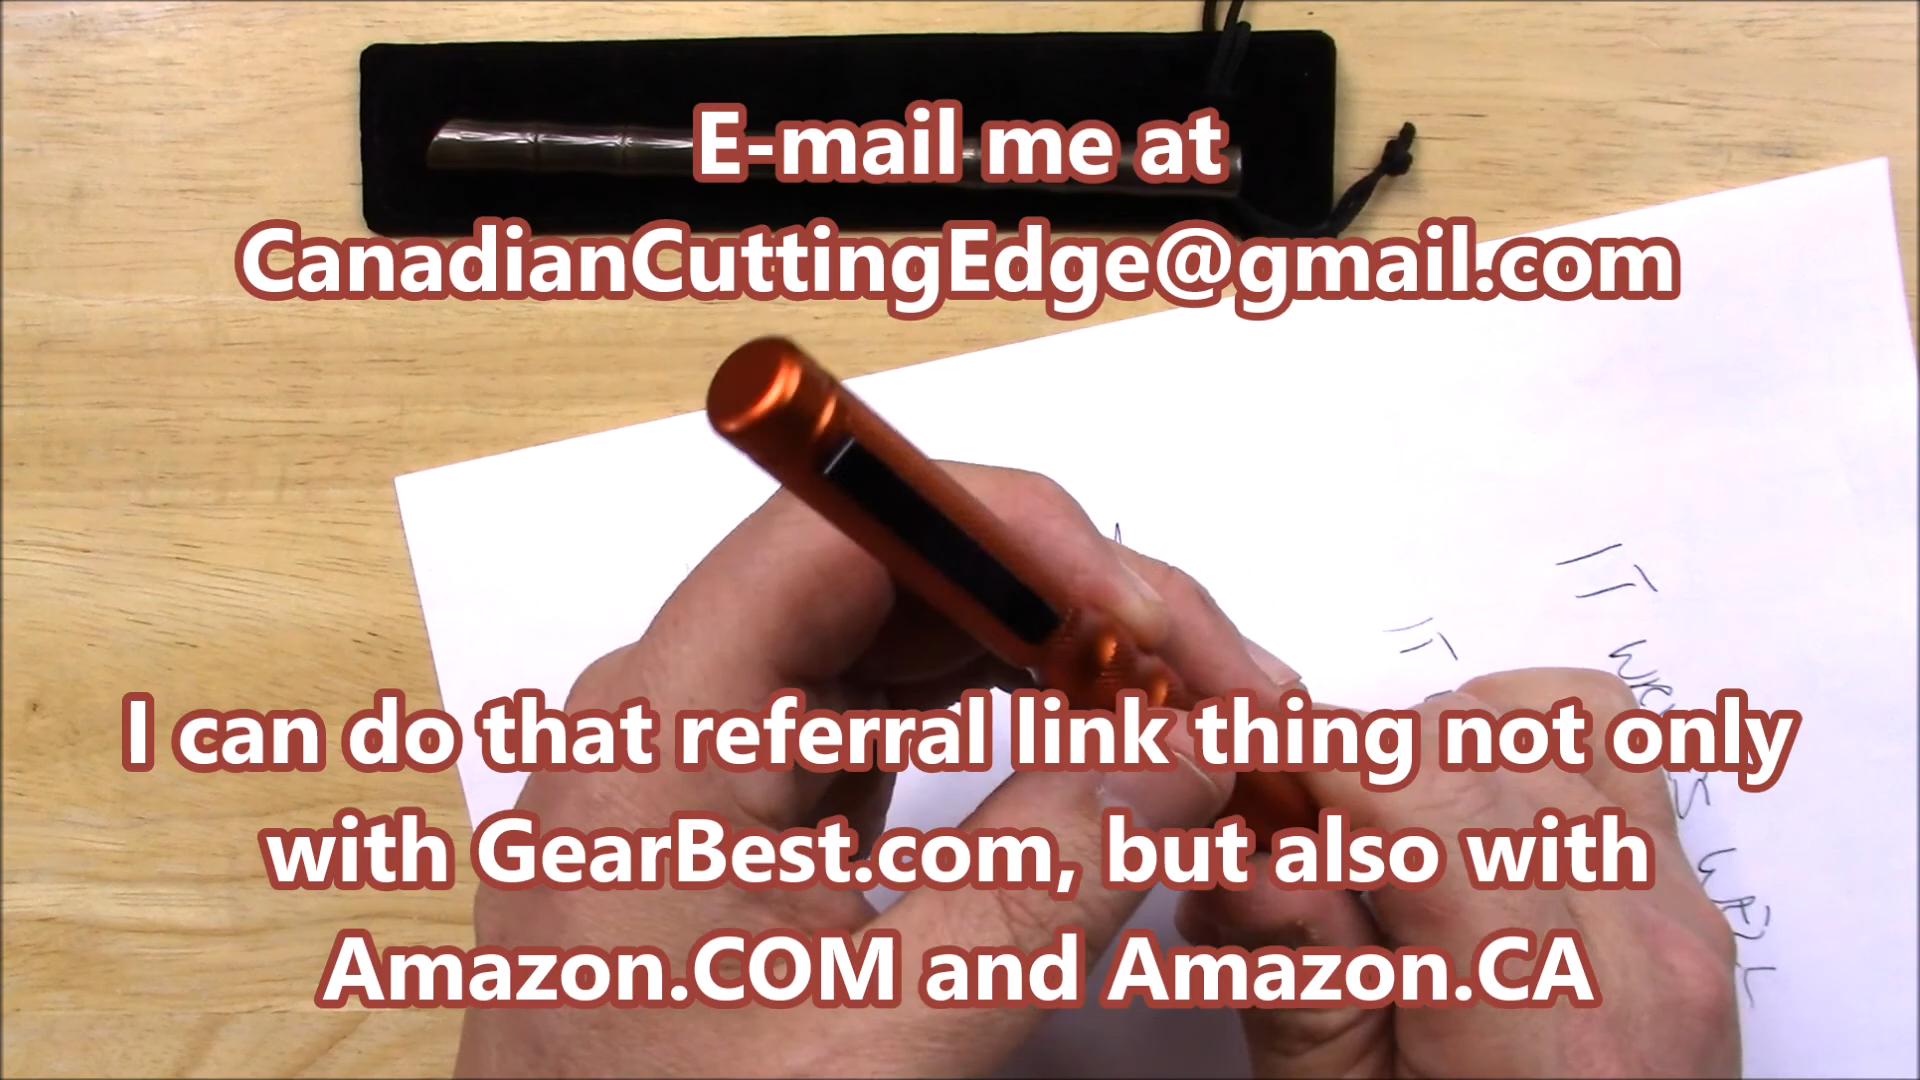 E-mail me at
CanadianCuttingEdge@gmail.com
IT
IT
I can do that referral link thing not only
with GearBest.com, but also with
Amazon.COM and Amazon.CA